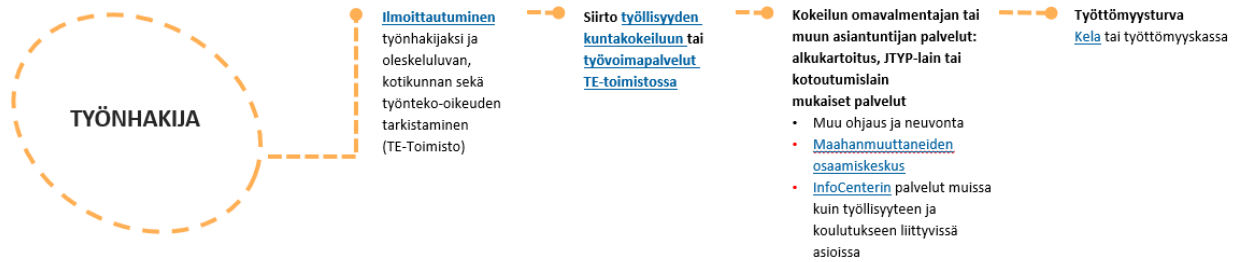 TYÖNHAKIJA
Ilmoittautuminen
työnhakijaksi ja
oleskeluluvan,
kotikunnan sekä
työnteko-oikeuden
tarkistaminen
(TE-Toimisto)
Siirto työllisyyden
kuntakokeiluun tai
työvoimapalvelut
TE-toimistossa
Kokeilun omavalmentajan tai
muun asiantuntijan palvelut:
alkukartoitus, JTYP-lain tai
kotoutumislain
mukaiset palvelut
• Muu ohjaus ja neuvonta
• Maahanmuuttaneiden
osaamiskeskus
• InfoCenterin palvelut muissa
kuin työllisyyteen ja
koulutukseen liittyvissä
asioissa
Työttömyysturva
Kela tai työttömyyskassa